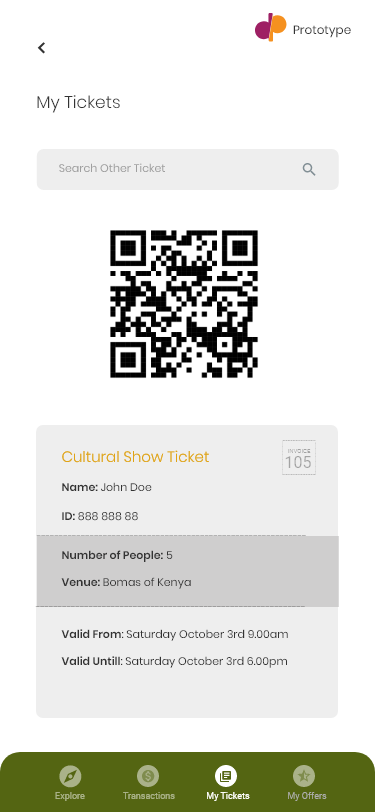 Prototype
My Tickets
Search Other Ticket
Cultural Show Ticket
INVOICE
105
Name: John Doe
ID: 888 888 88
Number of People: 5
Venue: Bomas of Kenya
Valid From: Saturday October 3rd 9.00am
Valid Untill: Saturday October 3rd 6.00pm
Explore
Transactions
My Tickets
My Offers